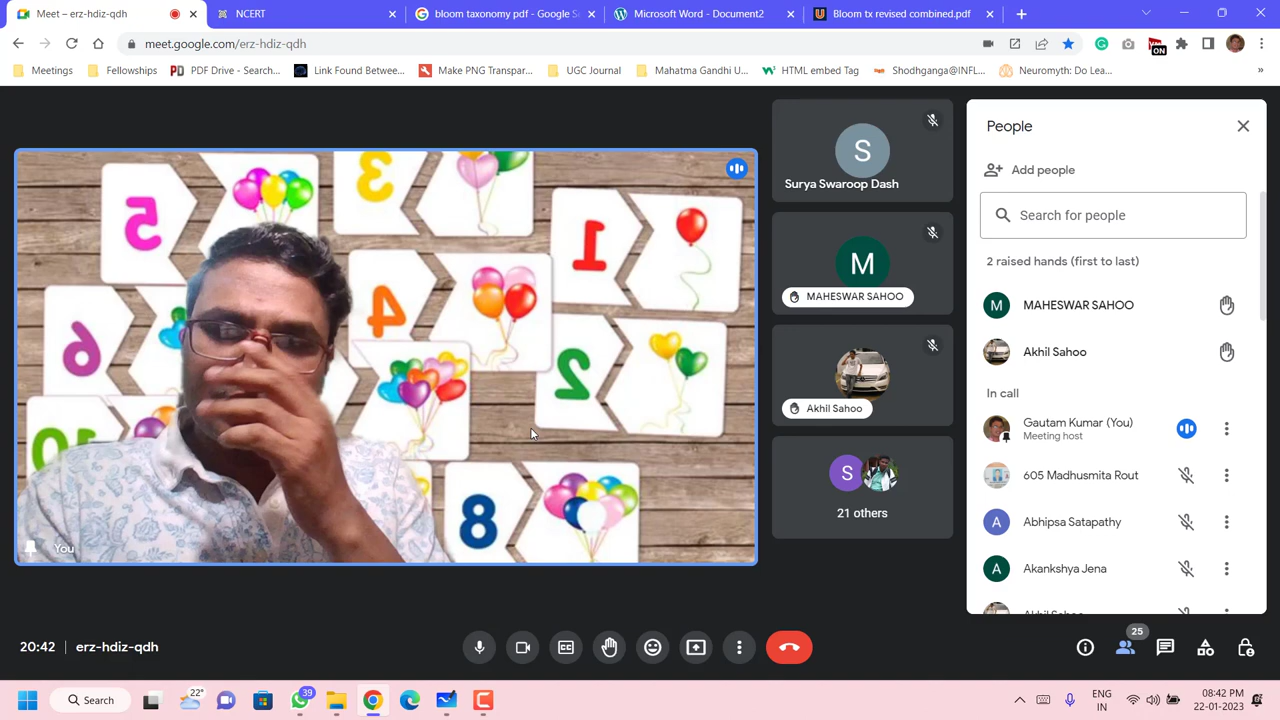 Meet – erz-hdiz-qdh
NCERT
bloom taxonomy pdf - Google S
Microsoft Word - Document2
Bloom tx revised combined.pdf
meet.google.com/erz-hdiz-qdh
ON
Meetings
Fellowships
PDF Drive - Search...
Link Found Betwee...
Make PNG Transpar...
UGC Journal
Mahatma Gandhi U...
HTML embed Tag
Shodhganga@INFL...
Neuromyth: Do Lea...
»
5
3
1
4
6
2
10
8
You
S
Surya Swaroop Dash
M
MAHESWAR SAHOO
Akhil Sahoo
S
21 others
People
Add people
Search for people
2 raised hands (first to last)
M
MAHESWAR SAHOO
Akhil Sahoo
In call
Gautam Kumar (You)
Meeting host
605 Madhusmita Rout
A
Abhipsa Satapathy
A
Akankshya Jena
Akhil Sahoo
20:42
erz-hdiz-qdh
25
Search
22°
39
ENG
IN
08:42 PM
22-01-2023